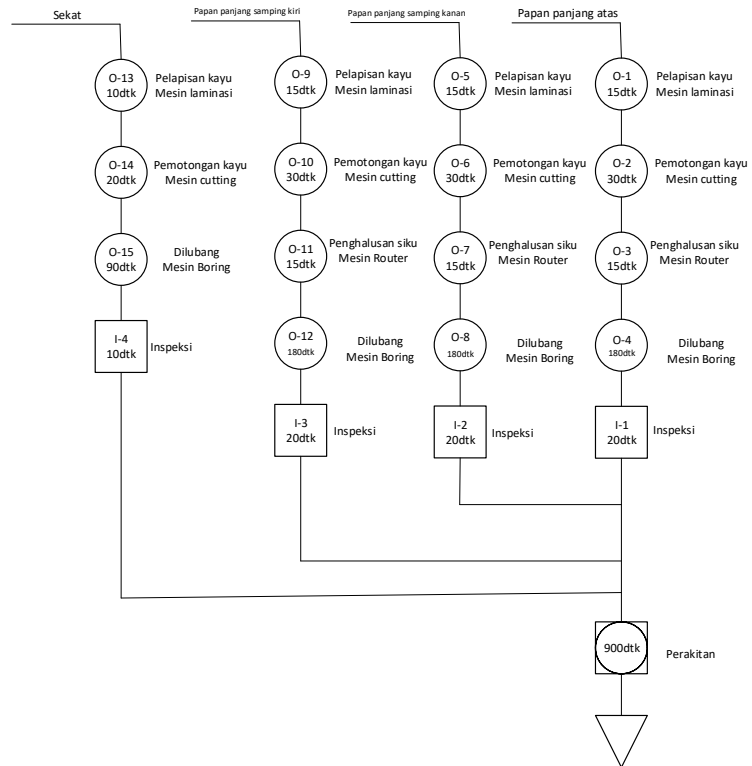 Sekat
Papan panjang samping kiri
Papan panjang samping kanan
Papan panjang atas
O-13
10dtk
Pelapisan kayu
Mesin laminasi
O-9
15dtk
Pelapisan kayu
Mesin laminasi
O-5
15dtk
Pelapisan kayu
Mesin laminasi
O-1
15dtk
Pelapisan kayu
Mesin laminasi
O-14
20dtk
Pemotongan kayu
Mesin cutting
O-10
30dtk
Pemotongan kayu
Mesin cutting
O-6
30dtk
Pemotongan kayu
Mesin cutting
O-2
30dtk
Pemotongan kayu
Mesin cutting
O-15
90dtk
Dilubang
Mesin Boring
O-11
15dtk
Penghalusan siku
Mesin Router
O-7
15dtk
Penghalusan siku
Mesin Router
O-3
15dtk
Penghalusan siku
Mesin Router
I-4
10dtk
Inspeksi
O-12
180dtk
Dilubang
Mesin Boring
O-8
180dtk
Dilubang
Mesin Boring
O-4
180dtk
Dilubang
Mesin Boring
I-3
20dtk
Inspeksi
I-2
20dtk
Inspeksi
I-1
20dtk
Inspeksi
900dtk
Perakitan